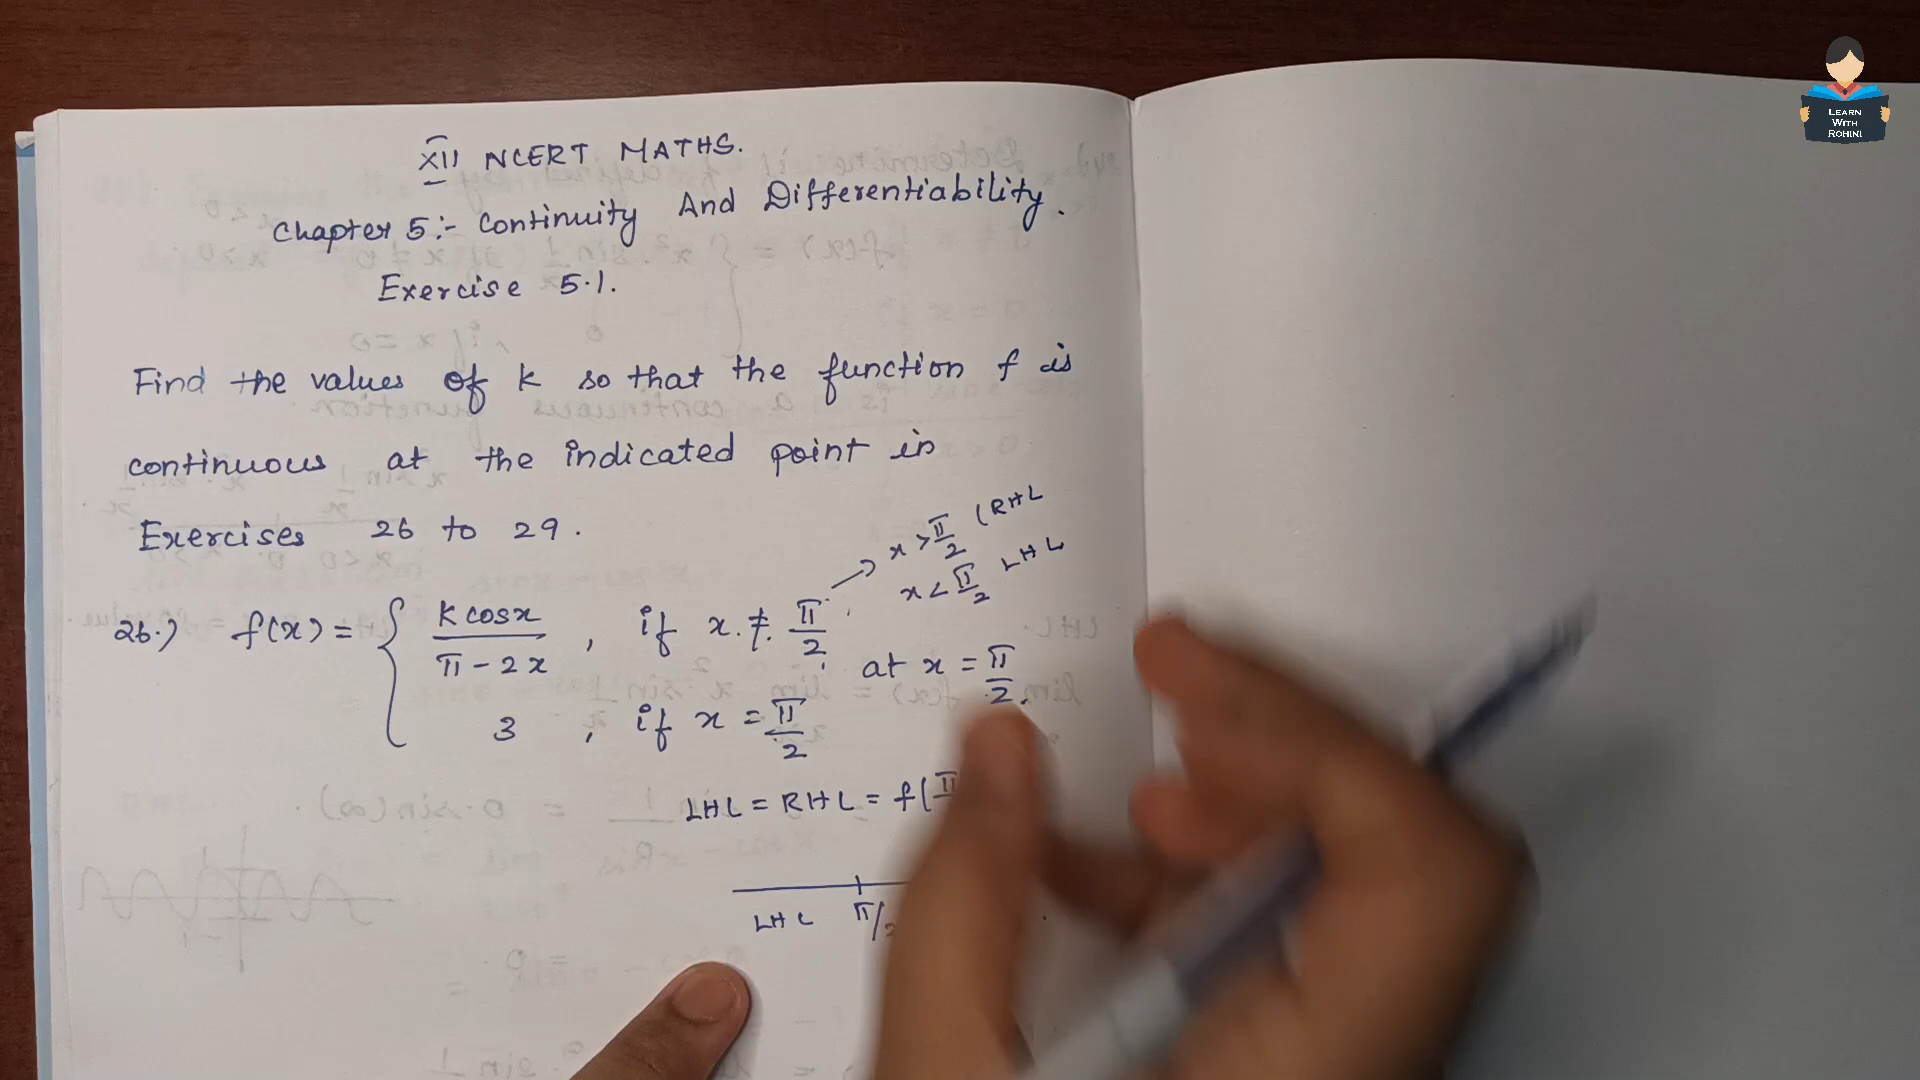 XII NCERT MATHS.
Chapter 5:- Continuity And Differentiability.
Exercise 5.1.
Find the values of k so that the function f is
continuous at the indicated point in
Exercises 26 to 29.
x > π/2 (RHL
x < π/2 LHL
26.) f(x) = { k cosx / π - 2x , if x ≠ π/2
at x = π/2.
3 , if x = π/2
LHL = RHL = f(π
LHL π/2
LEARN
WITH
ROHINI